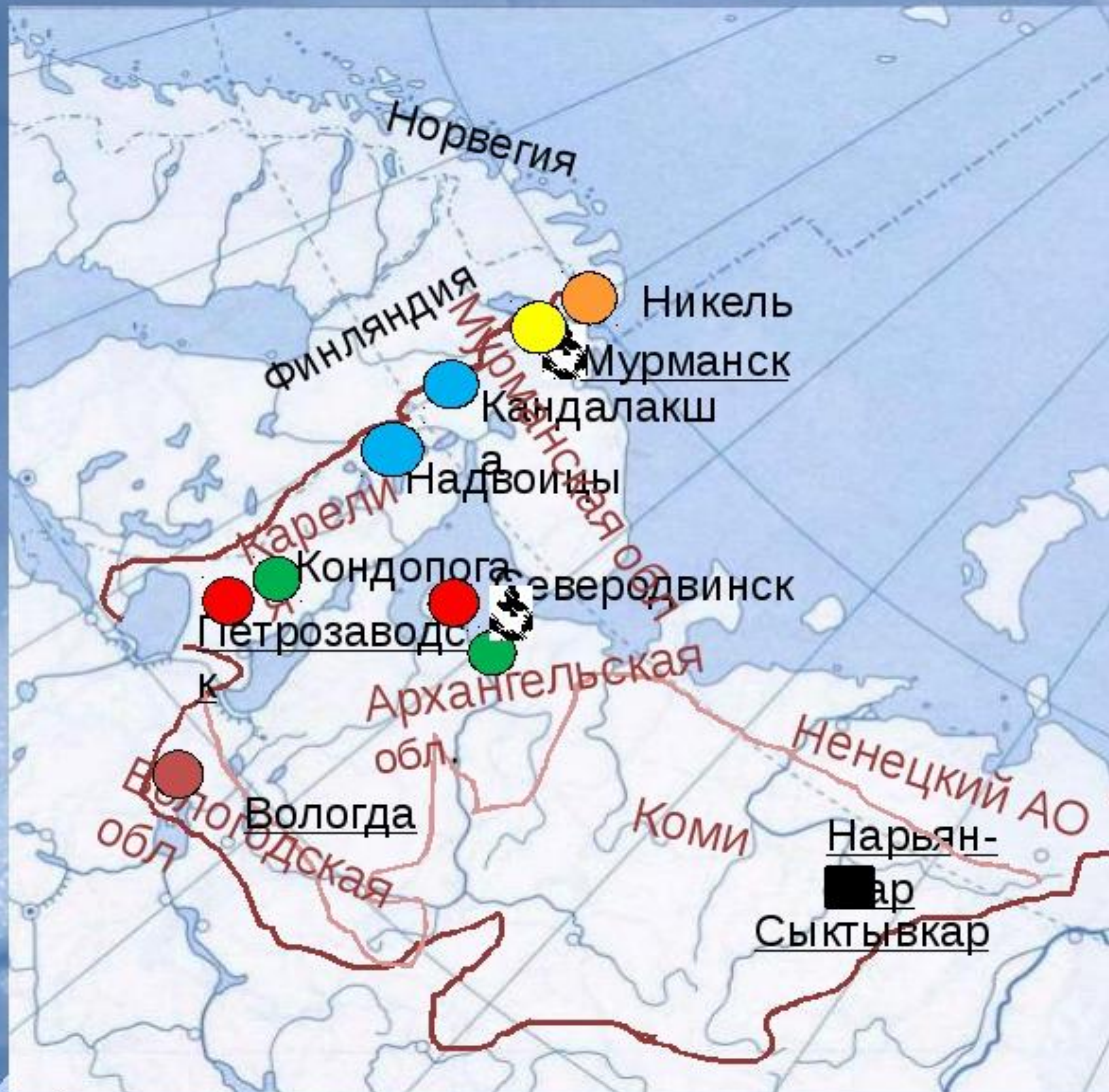 Норвегия
Финляндия
Никель
Мурманск
Мурманская обл
Кандалакш
а
Надвоицы
Карели
я
Кондопога
Северодвинск
Петрозаводс
к
Архангельская
обл.
Ненецкий АО
Вологодская
обл
Вологда
Коми
Нарьян-
Мар
Сыктывкар